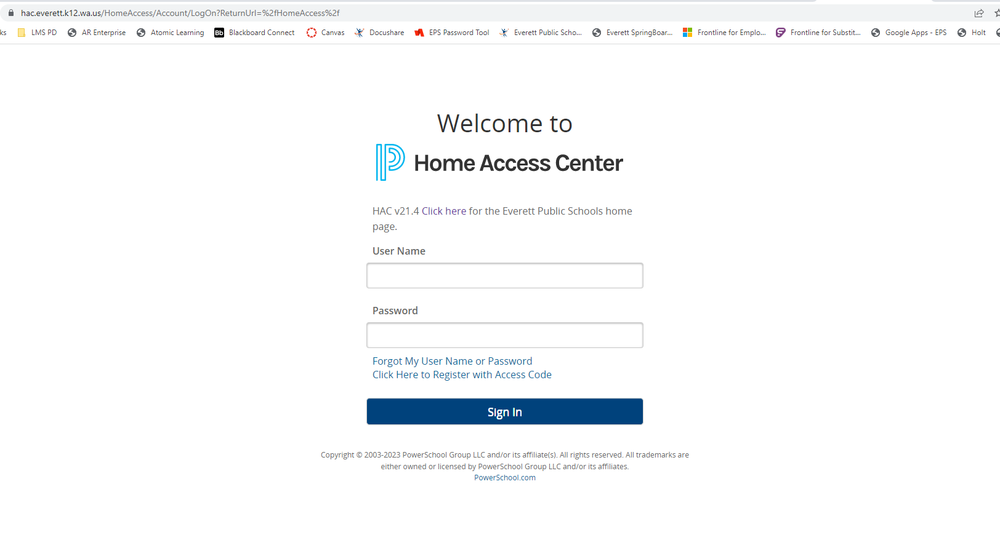 hac.everett.k12.wa.us/HomeAccess/Account/LogOn?ReturnUrl=%2fHomeAccess%2f
ks LMS PD AR Enterprise Atomic Learning Bb Blackboard Connect Canvas Docushare EPS Password Tool Everett Public Scho... Everett SpringBoar... Frontline for Emplo... Frontline for Substit... Google Apps - EPS Holt
Welcome to
Home Access Center
HAC v21.4 Click here for the Everett Public Schools home
page.
User Name
Password
Forgot My User Name or Password
Click Here to Register with Access Code
Sign In
Copyright © 2003-2023 PowerSchool Group LLC and/or its affiliate(s). All rights reserved. All trademarks are
either owned or licensed by PowerSchool Group LLC and/or its affiliates.
PowerSchool.com